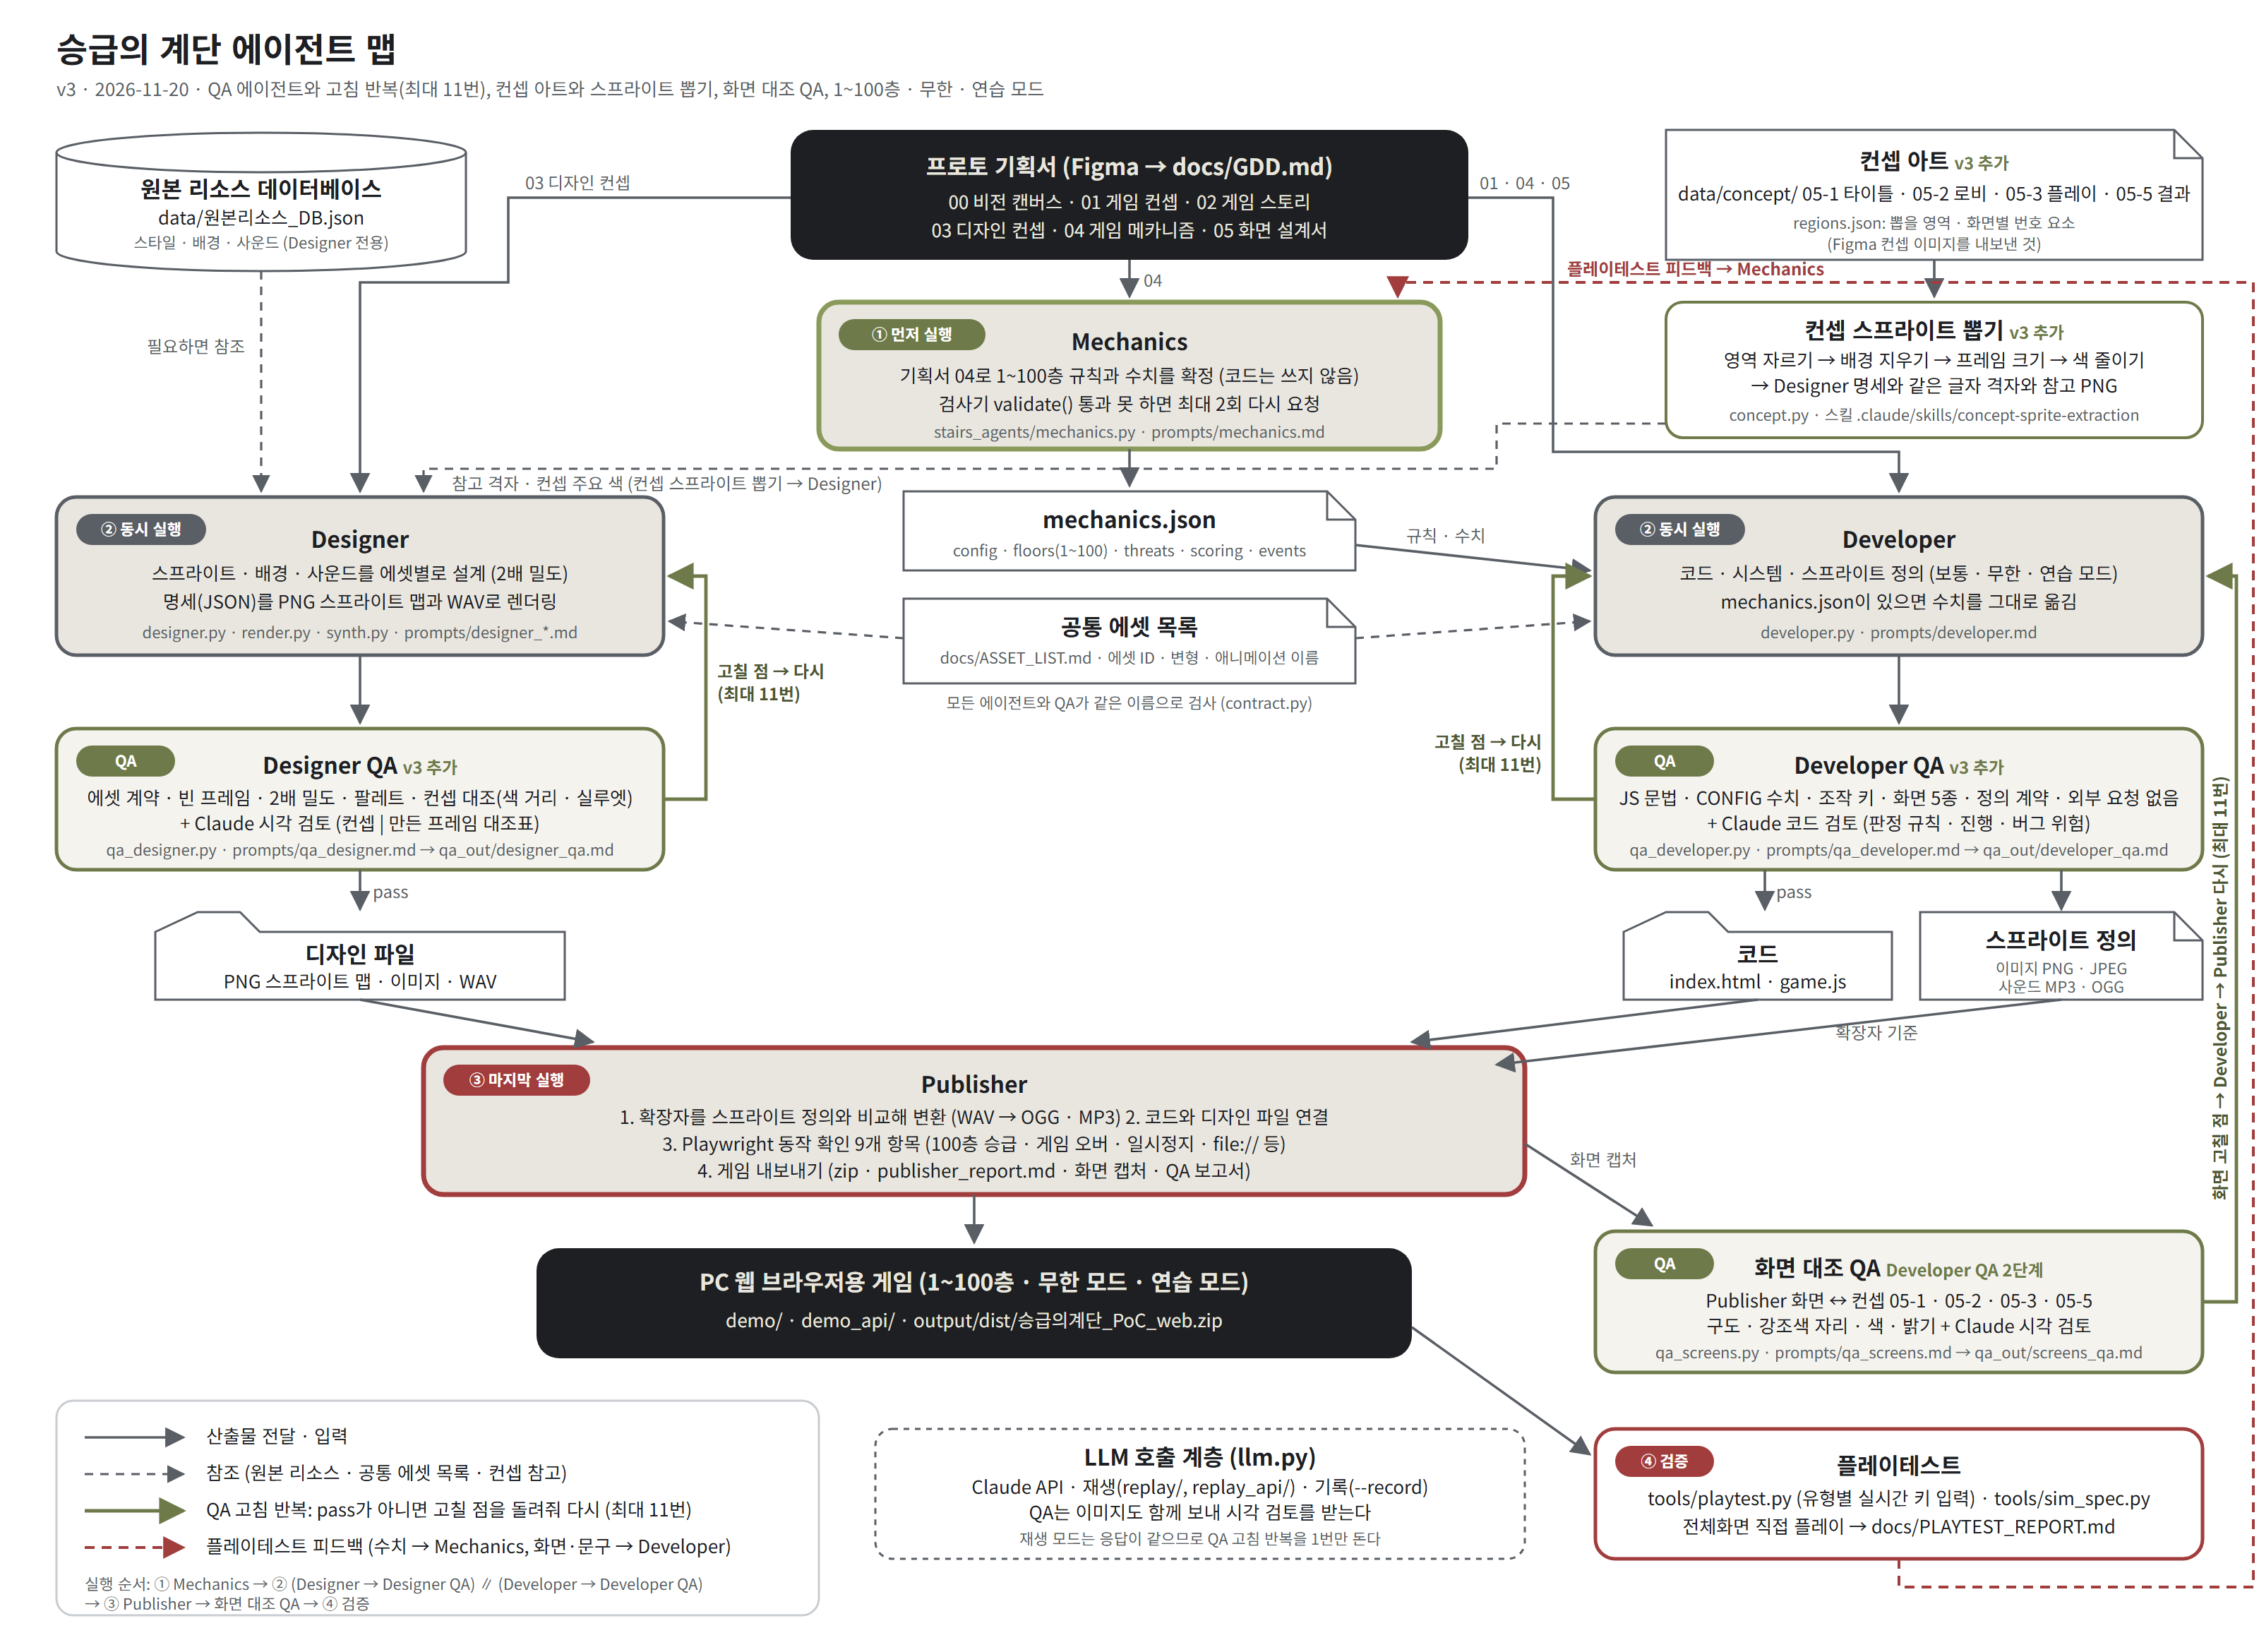 승급의 계단 에이전트 맵
v3 · 2026-11-20 · QA 에이전트와 고침 반복(최대 11번), 컨셉 아트와 스프라이트 뽑기, 화면 대조 QA, 1~100층 · 무한 · 연습 모드
원본 리소스 데이터베이스
data/원본리소스_DB.json
스타일 · 배경 · 사운드 (Designer 전용)
03 디자인 컨셉
프로토 기획서 (Figma → docs/GDD.md)
00 비전 캔버스 · 01 게임 컨셉 · 02 게임 스토리
03 디자인 컨셉 · 04 게임 메카니즘 · 05 화면 설계서
01 · 04 · 05
컨셉 아트 v3 추가
data/concept/ 05-1 타이틀 · 05-2 로비 · 05-3 플레이 · 05-5 결과
regions.json: 뽑을 영역 · 화면별 번호 요소
(Figma 컨셉 이미지를 내보낸 것)
04
플레이테스트 피드백 → Mechanics
필요하면 참조
① 먼저 실행
Mechanics
기획서 04로 1~100층 규칙과 수치를 확정 (코드는 쓰지 않음)
검사기 validate() 통과 못 하면 최대 2회 다시 요청
stairs_agents/mechanics.py · prompts/mechanics.md
컨셉 스프라이트 뽑기 v3 추가
영역 자르기 → 배경 지우기 → 프레임 크기 → 색 줄이기
→ Designer 명세와 같은 글자 격자와 참고 PNG
concept.py · 스킬 .claude/skills/concept-sprite-extraction
참고 격자 · 컨셉 주요 색 (컨셉 스프라이트 뽑기 → Designer)
② 동시 실행
Designer
스프라이트 · 배경 · 사운드를 에셋별로 설계 (2배 밀도)
명세(JSON)를 PNG 스프라이트 맵과 WAV로 렌더링
designer.py · render.py · synth.py · prompts/designer_*.md
mechanics.json
config · floors(1~100) · threats · scoring · events
규칙 · 수치
공통 에셋 목록
docs/ASSET_LIST.md · 에셋 ID · 변형 · 애니메이션 이름
모든 에이전트와 QA가 같은 이름으로 검사 (contract.py)
② 동시 실행
Developer
코드 · 시스템 · 스프라이트 정의 (보통 · 무한 · 연습 모드)
mechanics.json이 있으면 수치를 그대로 옮김
developer.py · prompts/developer.md
고칠 점 → 다시
(최대 11번)
고칠 점 → 다시
(최대 11번)
QA
Designer QA v3 추가
에셋 계약 · 빈 프레임 · 2배 밀도 · 팔레트 · 컨셉 대조(색 거리 · 실루엣)
+ Claude 시각 검토 (컨셉 | 만든 프레임 대조표)
qa_designer.py · prompts/qa_designer.md → qa_out/designer_qa.md
QA
Developer QA v3 추가
JS 문법 · CONFIG 수치 · 조작 키 · 화면 5종 · 정의 계약 · 외부 요청 없음
+ Claude 코드 검토 (판정 규칙 · 진행 · 버그 위험)
qa_developer.py · prompts/qa_developer.md → qa_out/developer_qa.md
화면 고칠 점 → Developer → Publisher 다시 (최대 11번)
pass
pass
디자인 파일
PNG 스프라이트 맵 · 이미지 · WAV
코드
index.html · game.js
스프라이트 정의
이미지 PNG · JPEG
사운드 MP3 · OGG
확장자 기준
③ 마지막 실행
Publisher
1. 확장자를 스프라이트 정의와 비교해 변환 (WAV → OGG · MP3) 2. 코드와 디자인 파일 연결
3. Playwright 동작 확인 9개 항목 (100층 승급 · 게임 오버 · 일시정지 · file:// 등)
4. 게임 내보내기 (zip · publisher_report.md · 화면 캡처 · QA 보고서)
화면 캡처
PC 웹 브라우저용 게임 (1~100층 · 무한 모드 · 연습 모드)
demo/ · demo_api/ · output/dist/승급의계단_PoC_web.zip
QA
화면 대조 QA Developer QA 2단계
Publisher 화면 ↔ 컨셉 05-1 · 05-2 · 05-3 · 05-5
구도 · 강조색 자리 · 색 · 밝기 + Claude 시각 검토
qa_screens.py · prompts/qa_screens.md → qa_out/screens_qa.md
산출물 전달 · 입력
참조 (원본 리소스 · 공통 에셋 목록 · 컨셉 참고)
QA 고침 반복: pass가 아니면 고칠 점을 돌려줘 다시 (최대 11번)
플레이테스트 피드백 (수치 → Mechanics, 화면·문구 → Developer)
실행 순서: ① Mechanics → ② (Designer → Designer QA) ∥ (Developer → Developer QA)
→ ③ Publisher → 화면 대조 QA → ④ 검증
LLM 호출 계층 (llm.py)
Claude API · 재생(replay/, replay_api/) · 기록(--record)
QA는 이미지도 함께 보내 시각 검토를 받는다
재생 모드는 응답이 같으므로 QA 고침 반복을 1번만 돈다
④ 검증
플레이테스트
tools/playtest.py (유형별 실시간 키 입력) · tools/sim_spec.py
전체화면 직접 플레이 → docs/PLAYTEST_REPORT.md